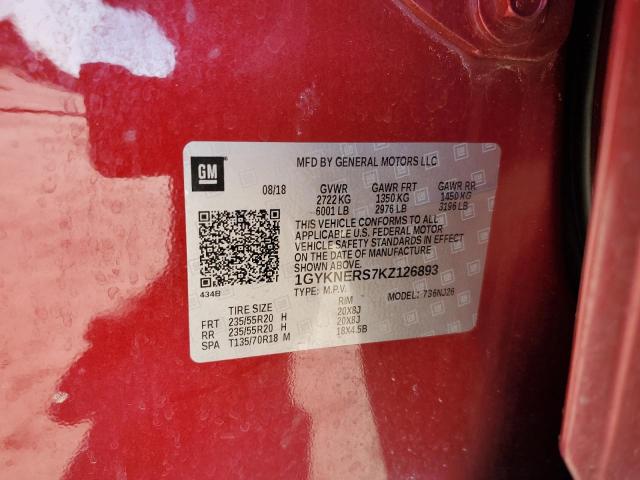 GM
MFD BY GENERAL MOTORS LLC
08/18 GVWR GAWR FRT GAWR RR
2722 KG 1350 KG 1450 KG
6001 LB 2976 LB 3196 LB
THIS VEHICLE CONFORMS TO ALL
APPLICABLE U.S. FEDERAL MOTOR
VEHICLE SAFETY STANDARDS IN EFFECT
ON THE DATE OF MANUFACTURE
SHOWN ABOVE.
1GYKNERS7KZ126893
434B
TYPE: M.P.V. MODEL: 736NJ26
TIRE SIZE RIM
FRT 235/55R20 H 20X8J
RR 235/55R20 H 20X8J
SPA T135/70R18 M 18X4.5B